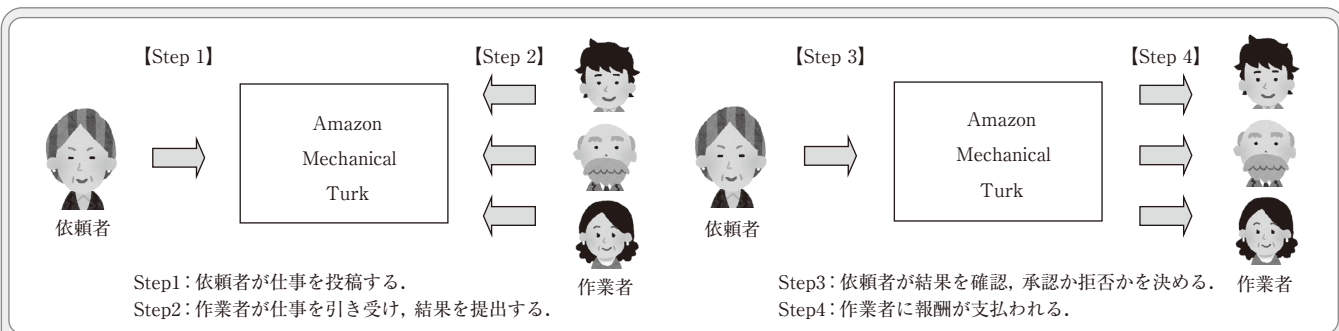 【Step 1】
【Step 2】
Amazon
Mechanical
Turk
依頼者
作業者
Step1：依頼者が仕事を投稿する．
Step2：作業者が仕事を引き受け, 結果を提出する．
【Step 3】
【Step 4】
Amazon
Mechanical
Turk
依頼者
作業者
Step3：依頼者が結果を確認, 承認か拒否かを決める．
Step4：作業者に報酬が支払われる．